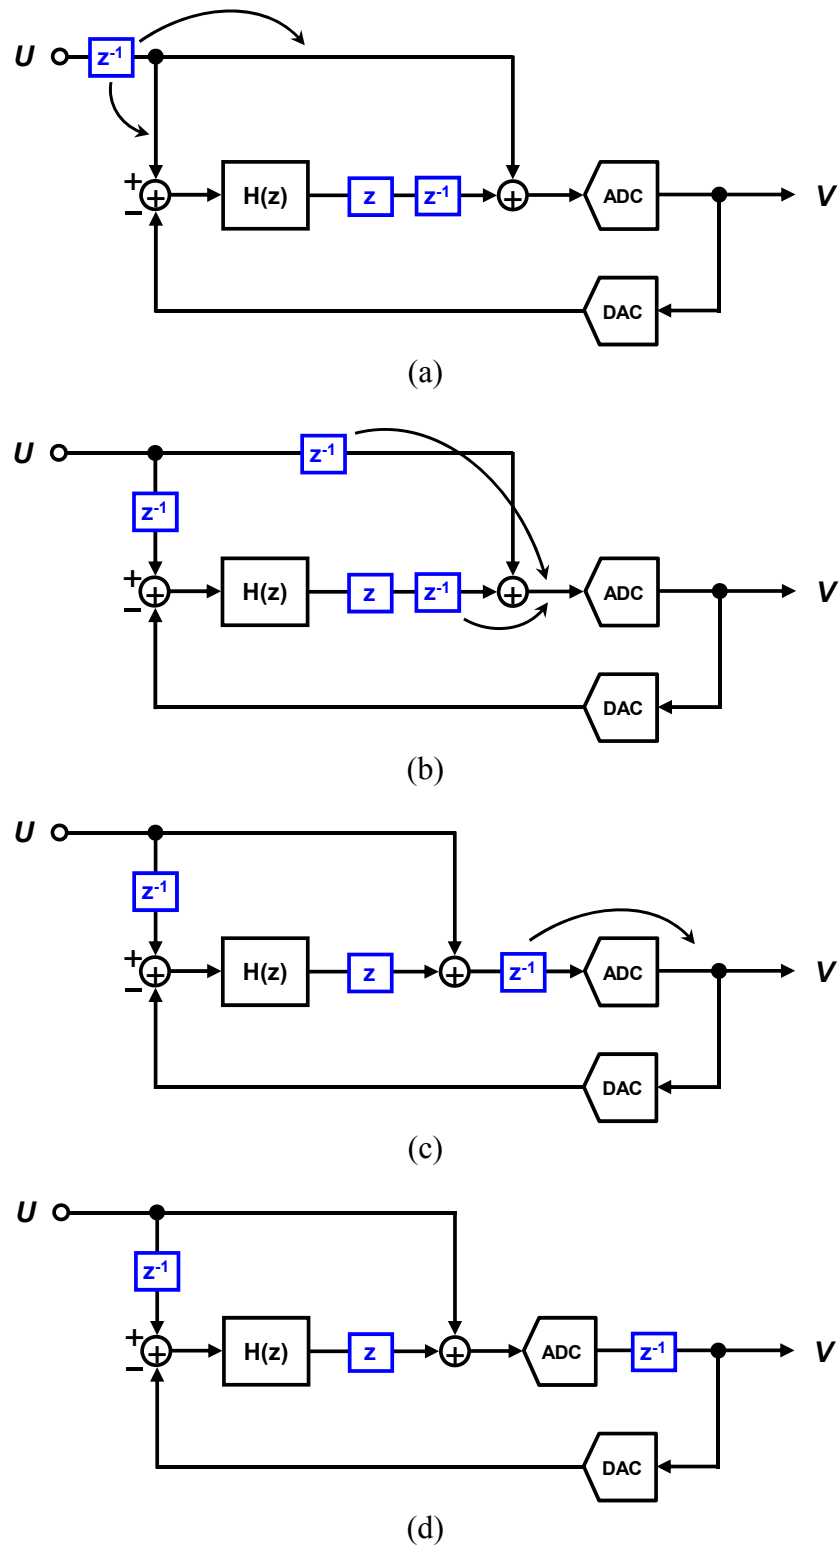 U z⁻¹
+
−
+ H(z) z z⁻¹ + ADC V
DAC
(a)
U z⁻¹
z⁻¹
+
−
+ H(z) z z⁻¹ + ADC V
DAC
(b)
U
z⁻¹
+
−
+ H(z) z + z⁻¹ ADC V
DAC
(c)
U
z⁻¹
+
−
+ H(z) z + ADC z⁻¹ V
DAC
(d)